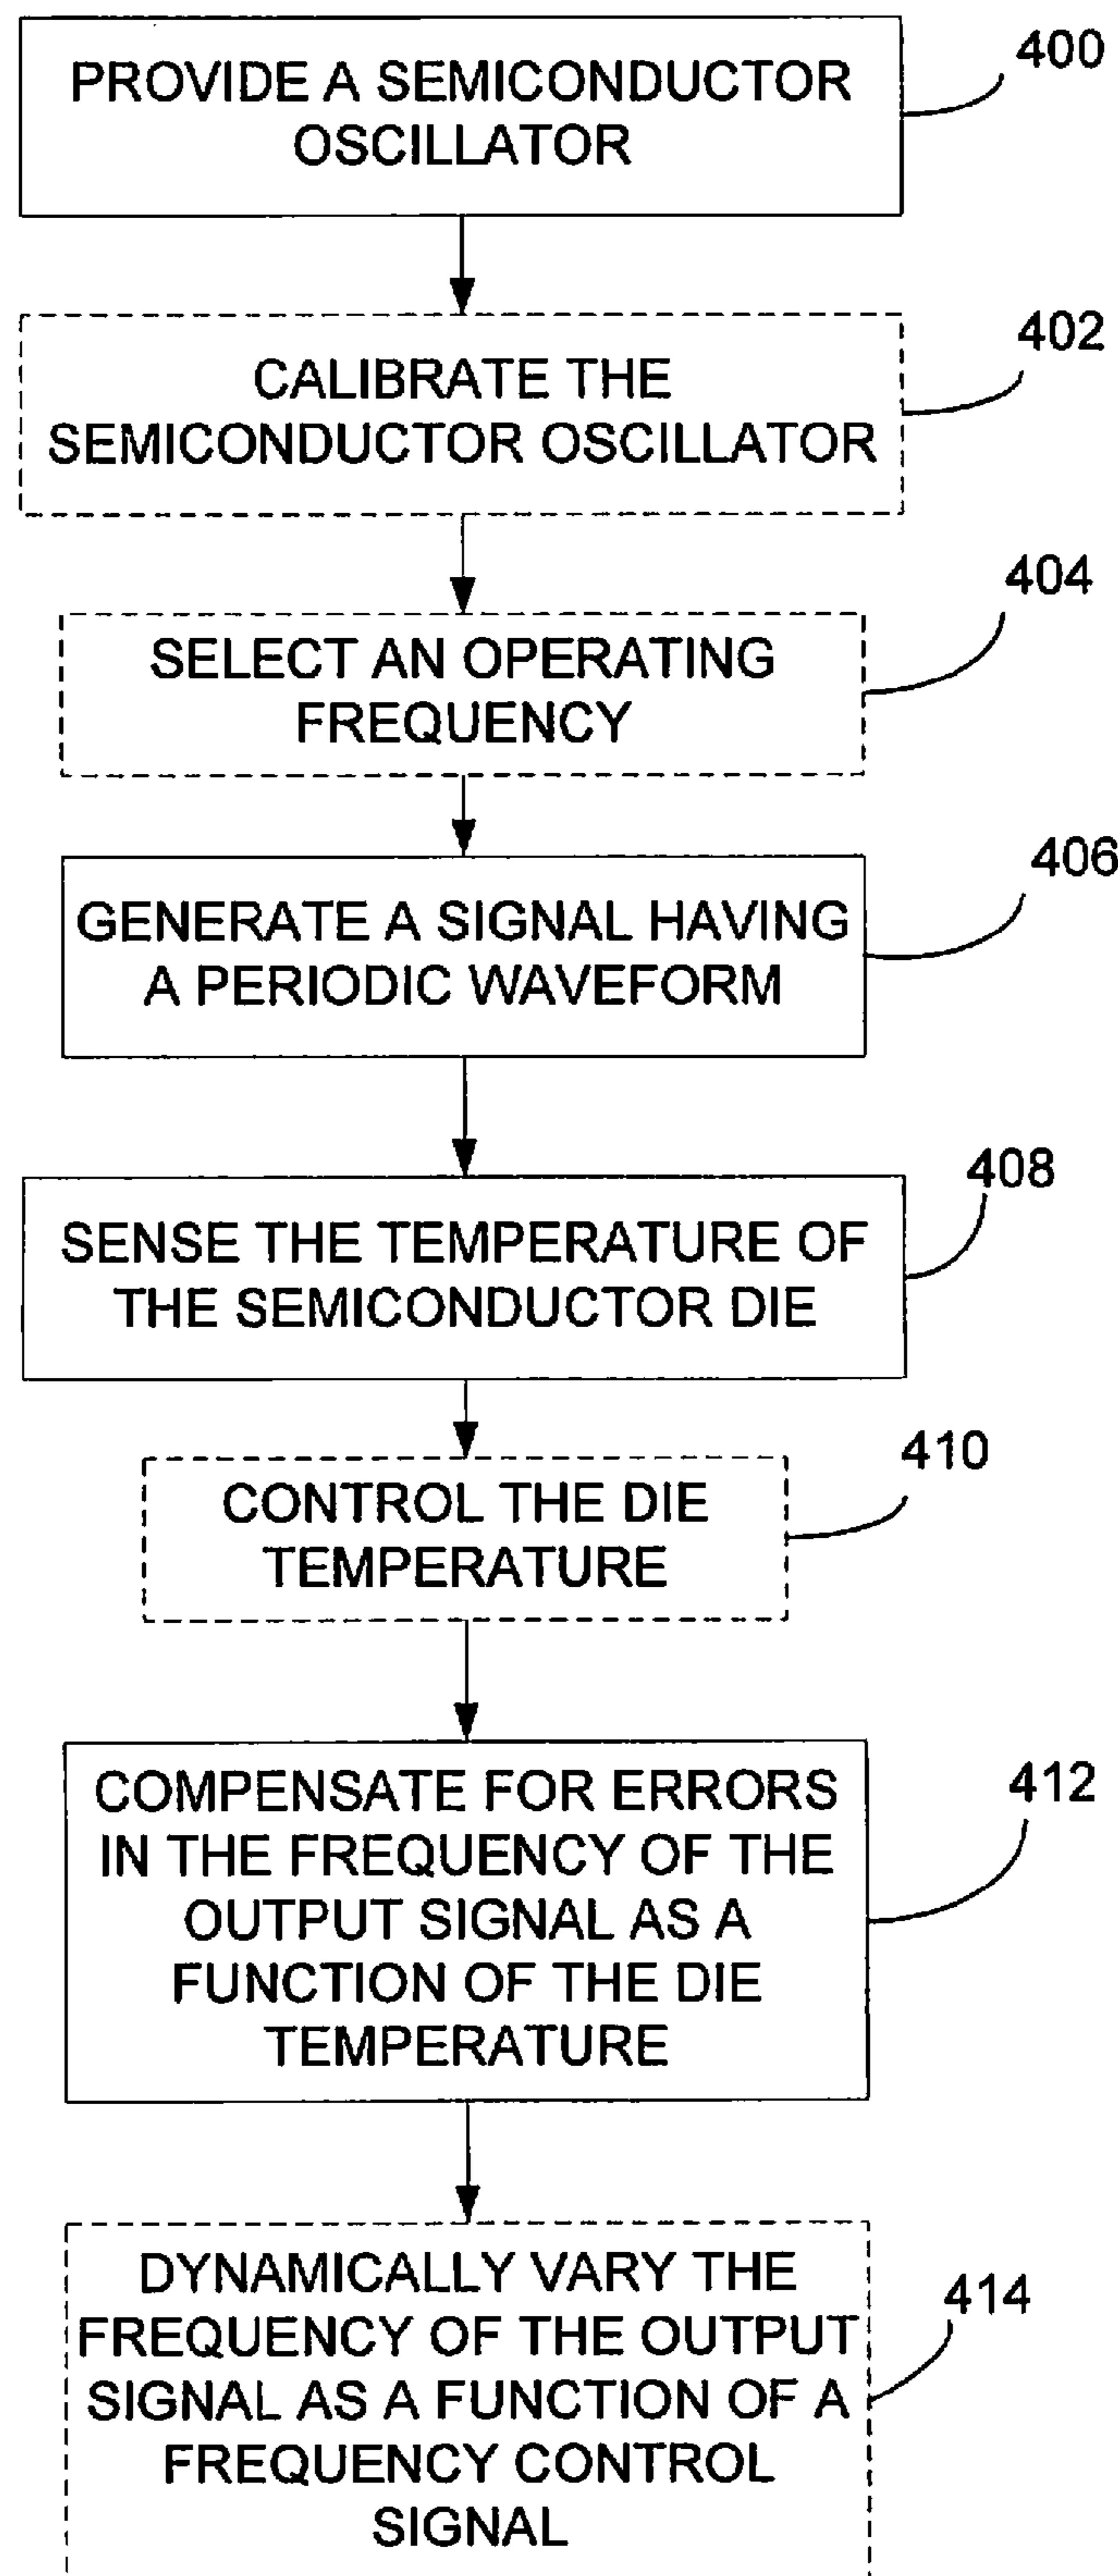 PROVIDE A SEMICONDUCTOR
OSCILLATOR
400
CALIBRATE THE
SEMICONDUCTOR OSCILLATOR
402
SELECT AN OPERATING
FREQUENCY
404
GENERATE A SIGNAL HAVING
A PERIODIC WAVEFORM
406
SENSE THE TEMPERATURE OF
THE SEMICONDUCTOR DIE
408
CONTROL THE DIE
TEMPERATURE
410
COMPENSATE FOR ERRORS
IN THE FREQUENCY OF THE
OUTPUT SIGNAL AS A
FUNCTION OF THE DIE
TEMPERATURE
412
DYNAMICALLY VARY THE
FREQUENCY OF THE OUTPUT
SIGNAL AS A FUNCTION OF A
FREQUENCY CONTROL
SIGNAL
414